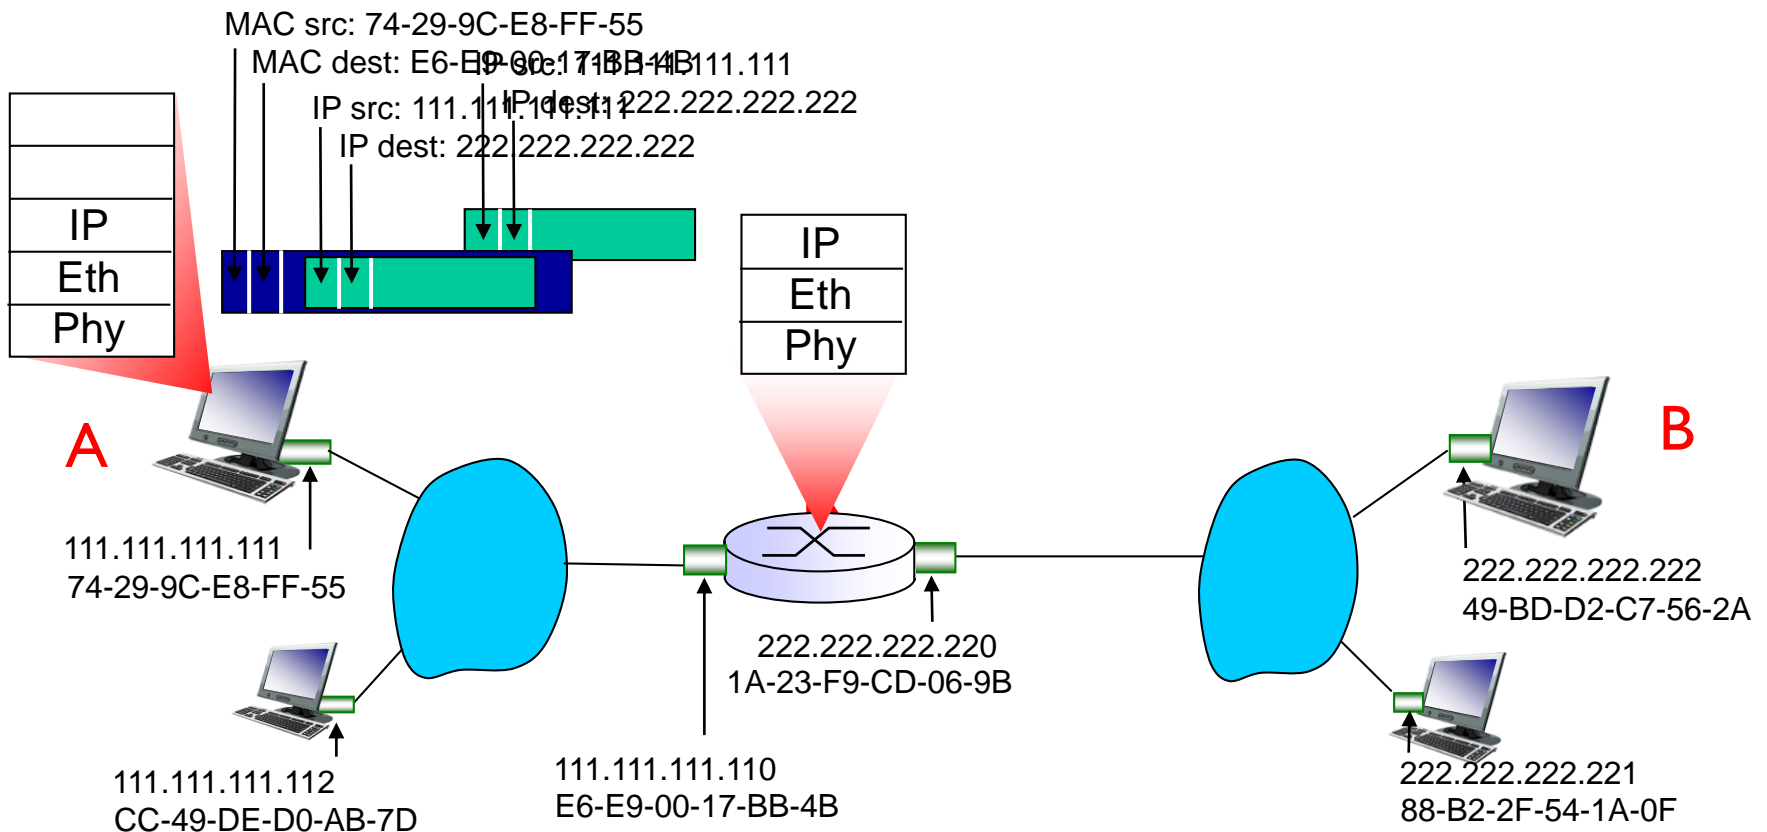 MAC src: 74-29-9C-E8-FF-55
MAC dest: E6-E9-00-17-BB-4B
IP src: 111.111.111.111
IP src: 111.111.111.111
IP dest: 222.222.222.222
IP dest: 222.222.222.222
IP
Eth
Phy
IP
Eth
Phy
A
B
111.111.111.111
74-29-9C-E8-FF-55
222.222.222.222
49-BD-D2-C7-56-2A
222.222.222.220
1A-23-F9-CD-06-9B
111.111.111.112
CC-49-DE-D0-AB-7D
111.111.111.110
E6-E9-00-17-BB-4B
222.222.222.221
88-B2-2F-54-1A-0F